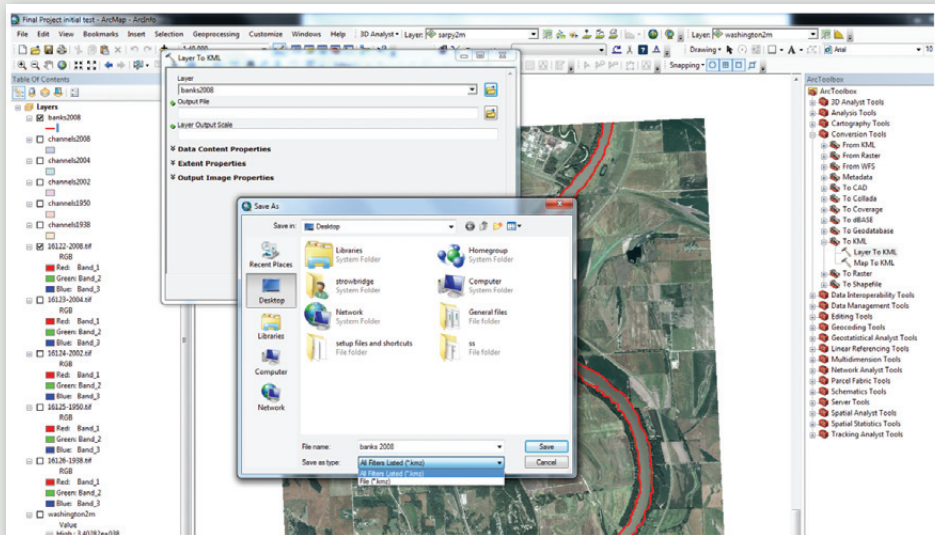 Final Project initial test - ArcMap - ArcInfo
File Edit View Bookmarks Insert Selection Geoprocessing Customize Windows Help
3D Analyst Layer: sarpy2m
Layer: washington2m
Drawing
A
Arial
10
Snapping
Table Of Contents
Layers
banks2008
channels2008
channels2004
channels2002
channels1950
channels1938
16122-2008.tif
RGB
Red: Band_1
Green: Band_2
Blue: Band_3
16123-2004.tif
RGB
Red: Band_1
Green: Band_2
Blue: Band_3
16124-2002.tif
RGB
Red: Band_1
Green: Band_2
Blue: Band_3
16125-1950.tif
RGB
Red: Band_1
Green: Band_2
Blue: Band_3
16126-1938.tif
RGB
Red: Band_1
Green: Band_2
Blue: Band_3
washington2m
Value
High : 3.40282e+038
Layer To KML
Layer
banks2008
Output File
Layer Output Scale
Data Content Properties
Extent Properties
Output Image Properties
Save As
Save in: Desktop
Recent Places
Desktop
Libraries
Computer
Network
Libraries
System Folder
Homegroup
System Folder
strowbridge
System Folder
Computer
System Folder
Network
System Folder
General files
File folder
setup files and shortcuts
File folder
ss
File folder
File name: banks 2008
Save
Save as type: All Filters Listed (*.kmz)
Cancel
All Filters Listed (*.kmz)
File (*.kmz)
ArcToolbox
ArcToolbox
3D Analyst Tools
Analysis Tools
Cartography Tools
Conversion Tools
From KML
From Raster
From WFS
Metadata
To CAD
To Collada
To Coverage
To dBASE
To Geodatabase
To KML
Layer To KML
Map To KML
To Raster
To Shapefile
Data Interoperability Tools
Data Management Tools
Editing Tools
Geocoding Tools
Geostatistical Analyst Tools
Linear Referencing Tools
Multidimension Tools
Network Analyst Tools
Parcel Fabric Tools
Schematics Tools
Server Tools
Spatial Analyst Tools
Spatial Statistics Tools
Tracking Analyst Tools